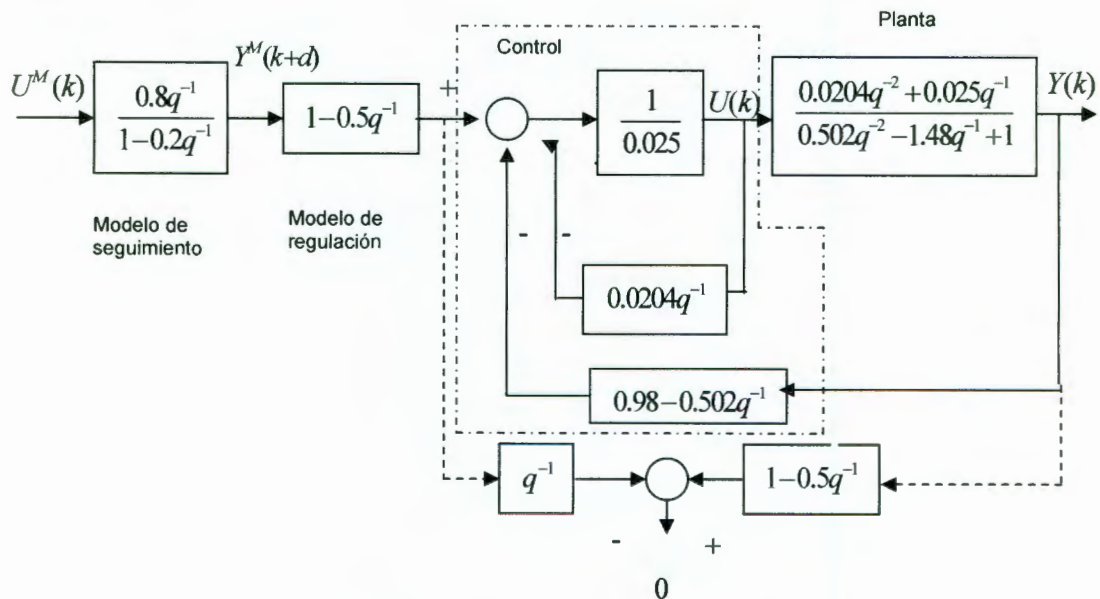 Planta
Control
U^M(k)
0.8q^{-1}
1-0.2q^{-1}
Y^M(k+d)
1-0.5q^{-1}
+
1
0.025
U(k)
0.0204q^{-2}+0.025q^{-1}
0.502q^{-2}-1.48q^{-1}+1
Y(k)
Modelo de
seguimiento
Modelo de
regulación
-
-
0.0204q^{-1}
0.98-0.502q^{-1}
q^{-1}
1-0.5q^{-1}
- +
0